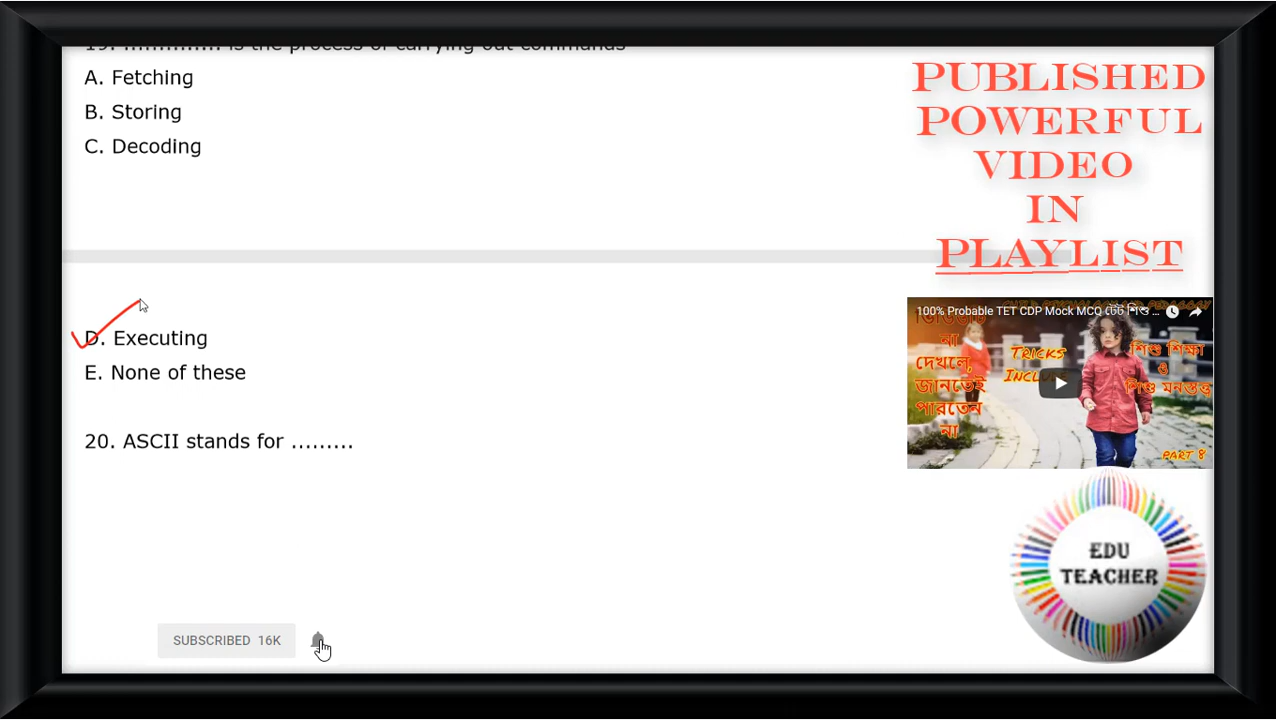 19. .............. is the process of carrying out commands
A. Fetching
B. Storing
C. Decoding
D. Executing
E. None of these
20. ASCII stands for .........
SUBSCRIBED 16K
PUBLISHED
POWERFUL
VIDEO
IN
PLAYLIST
100% Probable TET CDP Mock MCQ টেট শিশু ...
না
দেখলে,
জানতেই
পারতেন
না
TRICKS
INCLUDE
শিশু শিক্ষা
ও
শিশু মনস্তত্ত্ব
PART 8
EDU
TEACHER